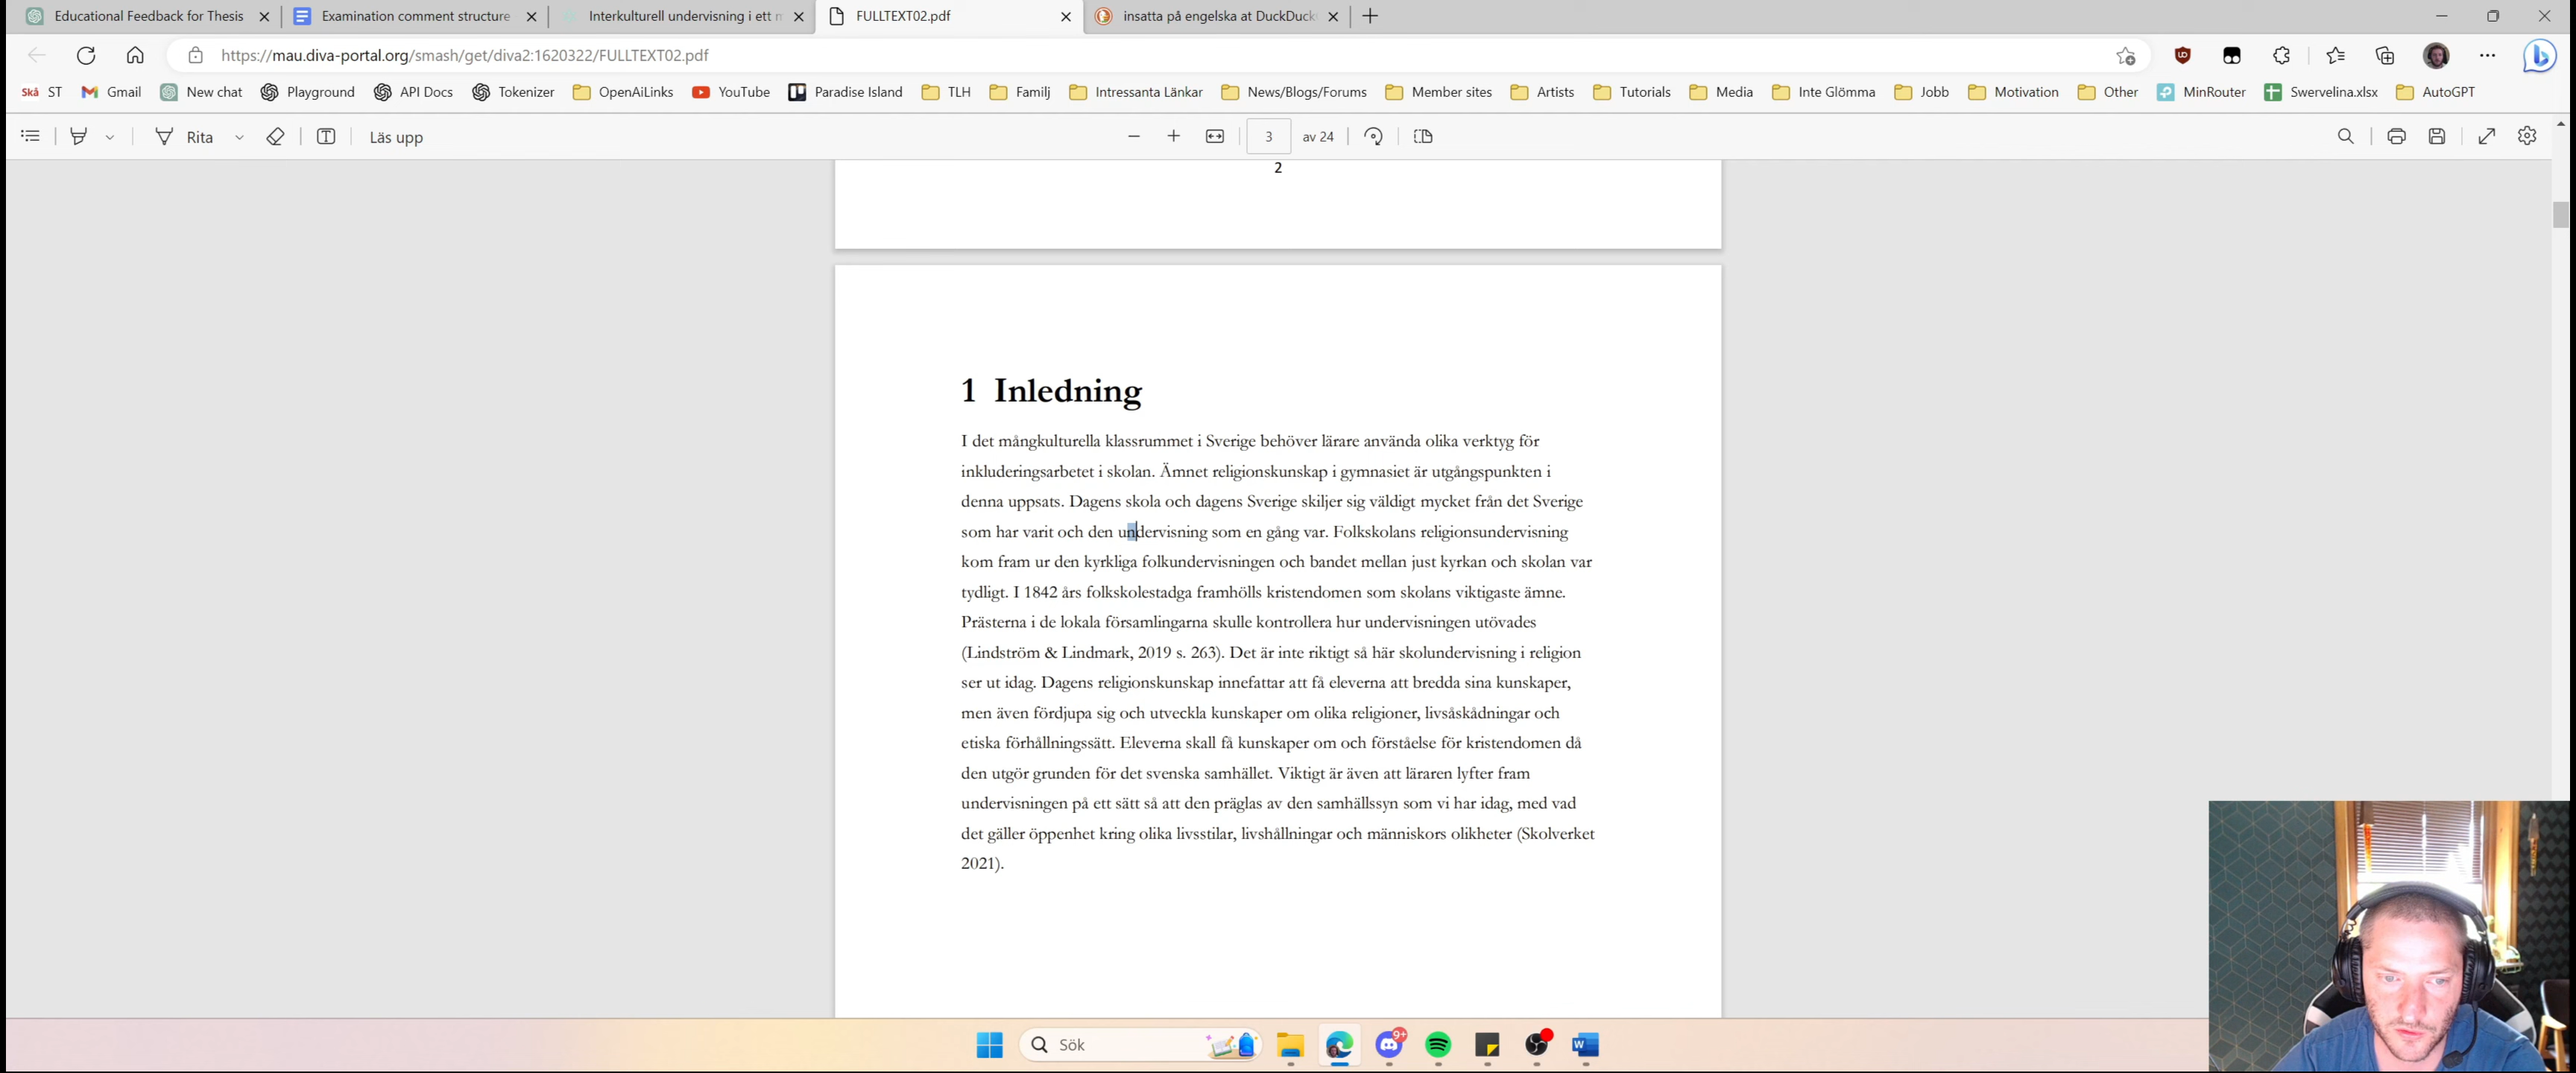 Educational Feedback for Thesis
Examination comment structure
Interkulturell undervisning i ett
FULLTEXT02.pdf
insatta på engelska at DuckDuck
https://mau.diva-portal.org/smash/get/diva2:1620322/FULLTEXT02.pdf
Skå ST Gmail New chat Playground API Docs Tokenizer OpenAiLinks YouTube Paradise Island TLH Familj Intressanta Länkar News/Blogs/Forums Member sites Artists Tutorials Media Inte Glömma Jobb Motivation Other MinRouter Swervelina.xlsx AutoGPT
Rita Läs upp 3 av 24
2
1 Inledning
I det mångkulturella klassrummet i Sverige behöver lärare använda olika verktyg för
inkluderingsarbetet i skolan. Ämnet religionskunskap i gymnasiet är utgångspunkten i
denna uppsats. Dagens skola och dagens Sverige skiljer sig väldigt mycket från det Sverige
som har varit och den undervisning som en gång var. Folkskolans religionsundervisning
kom fram ur den kyrkliga folkundervisningen och bandet mellan just kyrkan och skolan var
tydligt. I 1842 års folkskolestadga framhölls kristendomen som skolans viktigaste ämne.
Prästerna i de lokala församlingarna skulle kontrollera hur undervisningen utövades
(Lindström & Lindmark, 2019 s. 263). Det är inte riktigt så här skolundervisning i religion
ser ut idag. Dagens religionskunskap innefattar att få eleverna att bredda sina kunskaper,
men även fördjupa sig och utveckla kunskaper om olika religioner, livsåskådningar och
etiska förhållningssätt. Eleverna skall få kunskaper om och förståelse för kristendomen då
den utgör grunden för det svenska samhället. Viktigt är även att läraren lyfter fram
undervisningen på ett sätt så att den präglas av den samhällssyn som vi har idag, med vad
det gäller öppenhet kring olika livsstilar, livshållningar och människors olikheter (Skolverket
2021).
Sök
9+